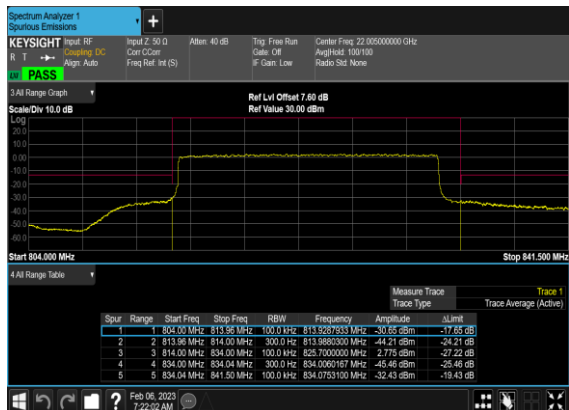 Spectrum Analyzer 1
Spurious Emissions
KEYSIGHT Input: RF Input Z: 50 Ω Atten: 40 dB Trig: Free Run Center Freq: 22.005000000 GHz
R T Coupling: DC Corr CCorr Gate: Off Avg|Hold: 100/100
Align: Auto Freq Ref: Int (S) IF Gain: Low Radio Std: None
PASS
3 All Range Graph
Ref Lvl Offset 7.60 dB
Scale/Div 10.0 dB Ref Value 30.00 dBm
Log
20.0
10.0
0.00
-10.0
-20.0
-30.0
-40.0
-50.0
-60.0
Start 804.000 MHz Stop 841.500 MHz
4 All Range Table
Measure Trace Trace 1
Trace Type Trace Average (Active)
Spur Range Start Freq Stop Freq RBW Frequency Amplitude ΔLimit
1 1 804.00 MHz 813.96 MHz 100.0 kHz 813.9287933 MHz -30.65 dBm -17.65 dB
2 2 813.96 MHz 814.00 MHz 300.0 Hz 813.9880300 MHz -44.21 dBm -24.21 dB
3 3 814.00 MHz 834.00 MHz 100.0 kHz 825.7000000 MHz 2.775 dBm -27.22 dB
4 4 834.00 MHz 834.04 MHz 300.0 Hz 834.0060167 MHz -45.46 dBm -25.46 dB
5 5 834.04 MHz 841.50 MHz 100.0 kHz 834.0753100 MHz -32.43 dBm -19.43 dB
? Feb 06, 2023
7:22:02 AM